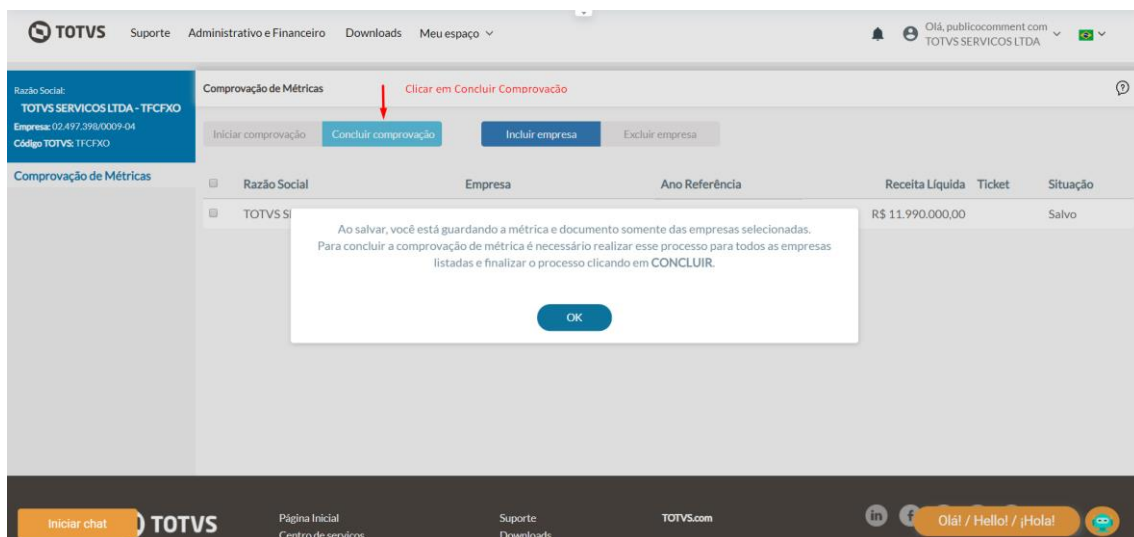 TOTVS Suporte Administrativo e Financeiro Downloads Meu espaço
Olá, publicocomment com
TOTVS SERVICOS LTDA
Razão Social:
TOTVS SERVICOS LTDA - TFCFXO
Empresa: 02.497.398/0009-04
Código TOTVS: TFCFXO
Comprovação de Métricas
Comprovação de Métricas
Clicar em Concluir Comprovação
Iniciar comprovação Concluir comprovação Incluir empresa Excluir empresa
Razão Social Empresa Ano Referência Receita Líquida Ticket Situação
TOTVS R$ 11.990.000,00 Salvo
Ao salvar, você está guardando a métrica e documento somente das empresas selecionadas.
Para concluir a comprovação de métrica é necessário realizar esse processo para todos as empresas
listadas e finalizar o processo clicando em CONCLUIR.
OK
Iniciar chat
TOTVS
Página Inicial Suporte TOTVS.com
Centro de serviços Downloads
in f
Olá! / Hello! / ¡Hola!